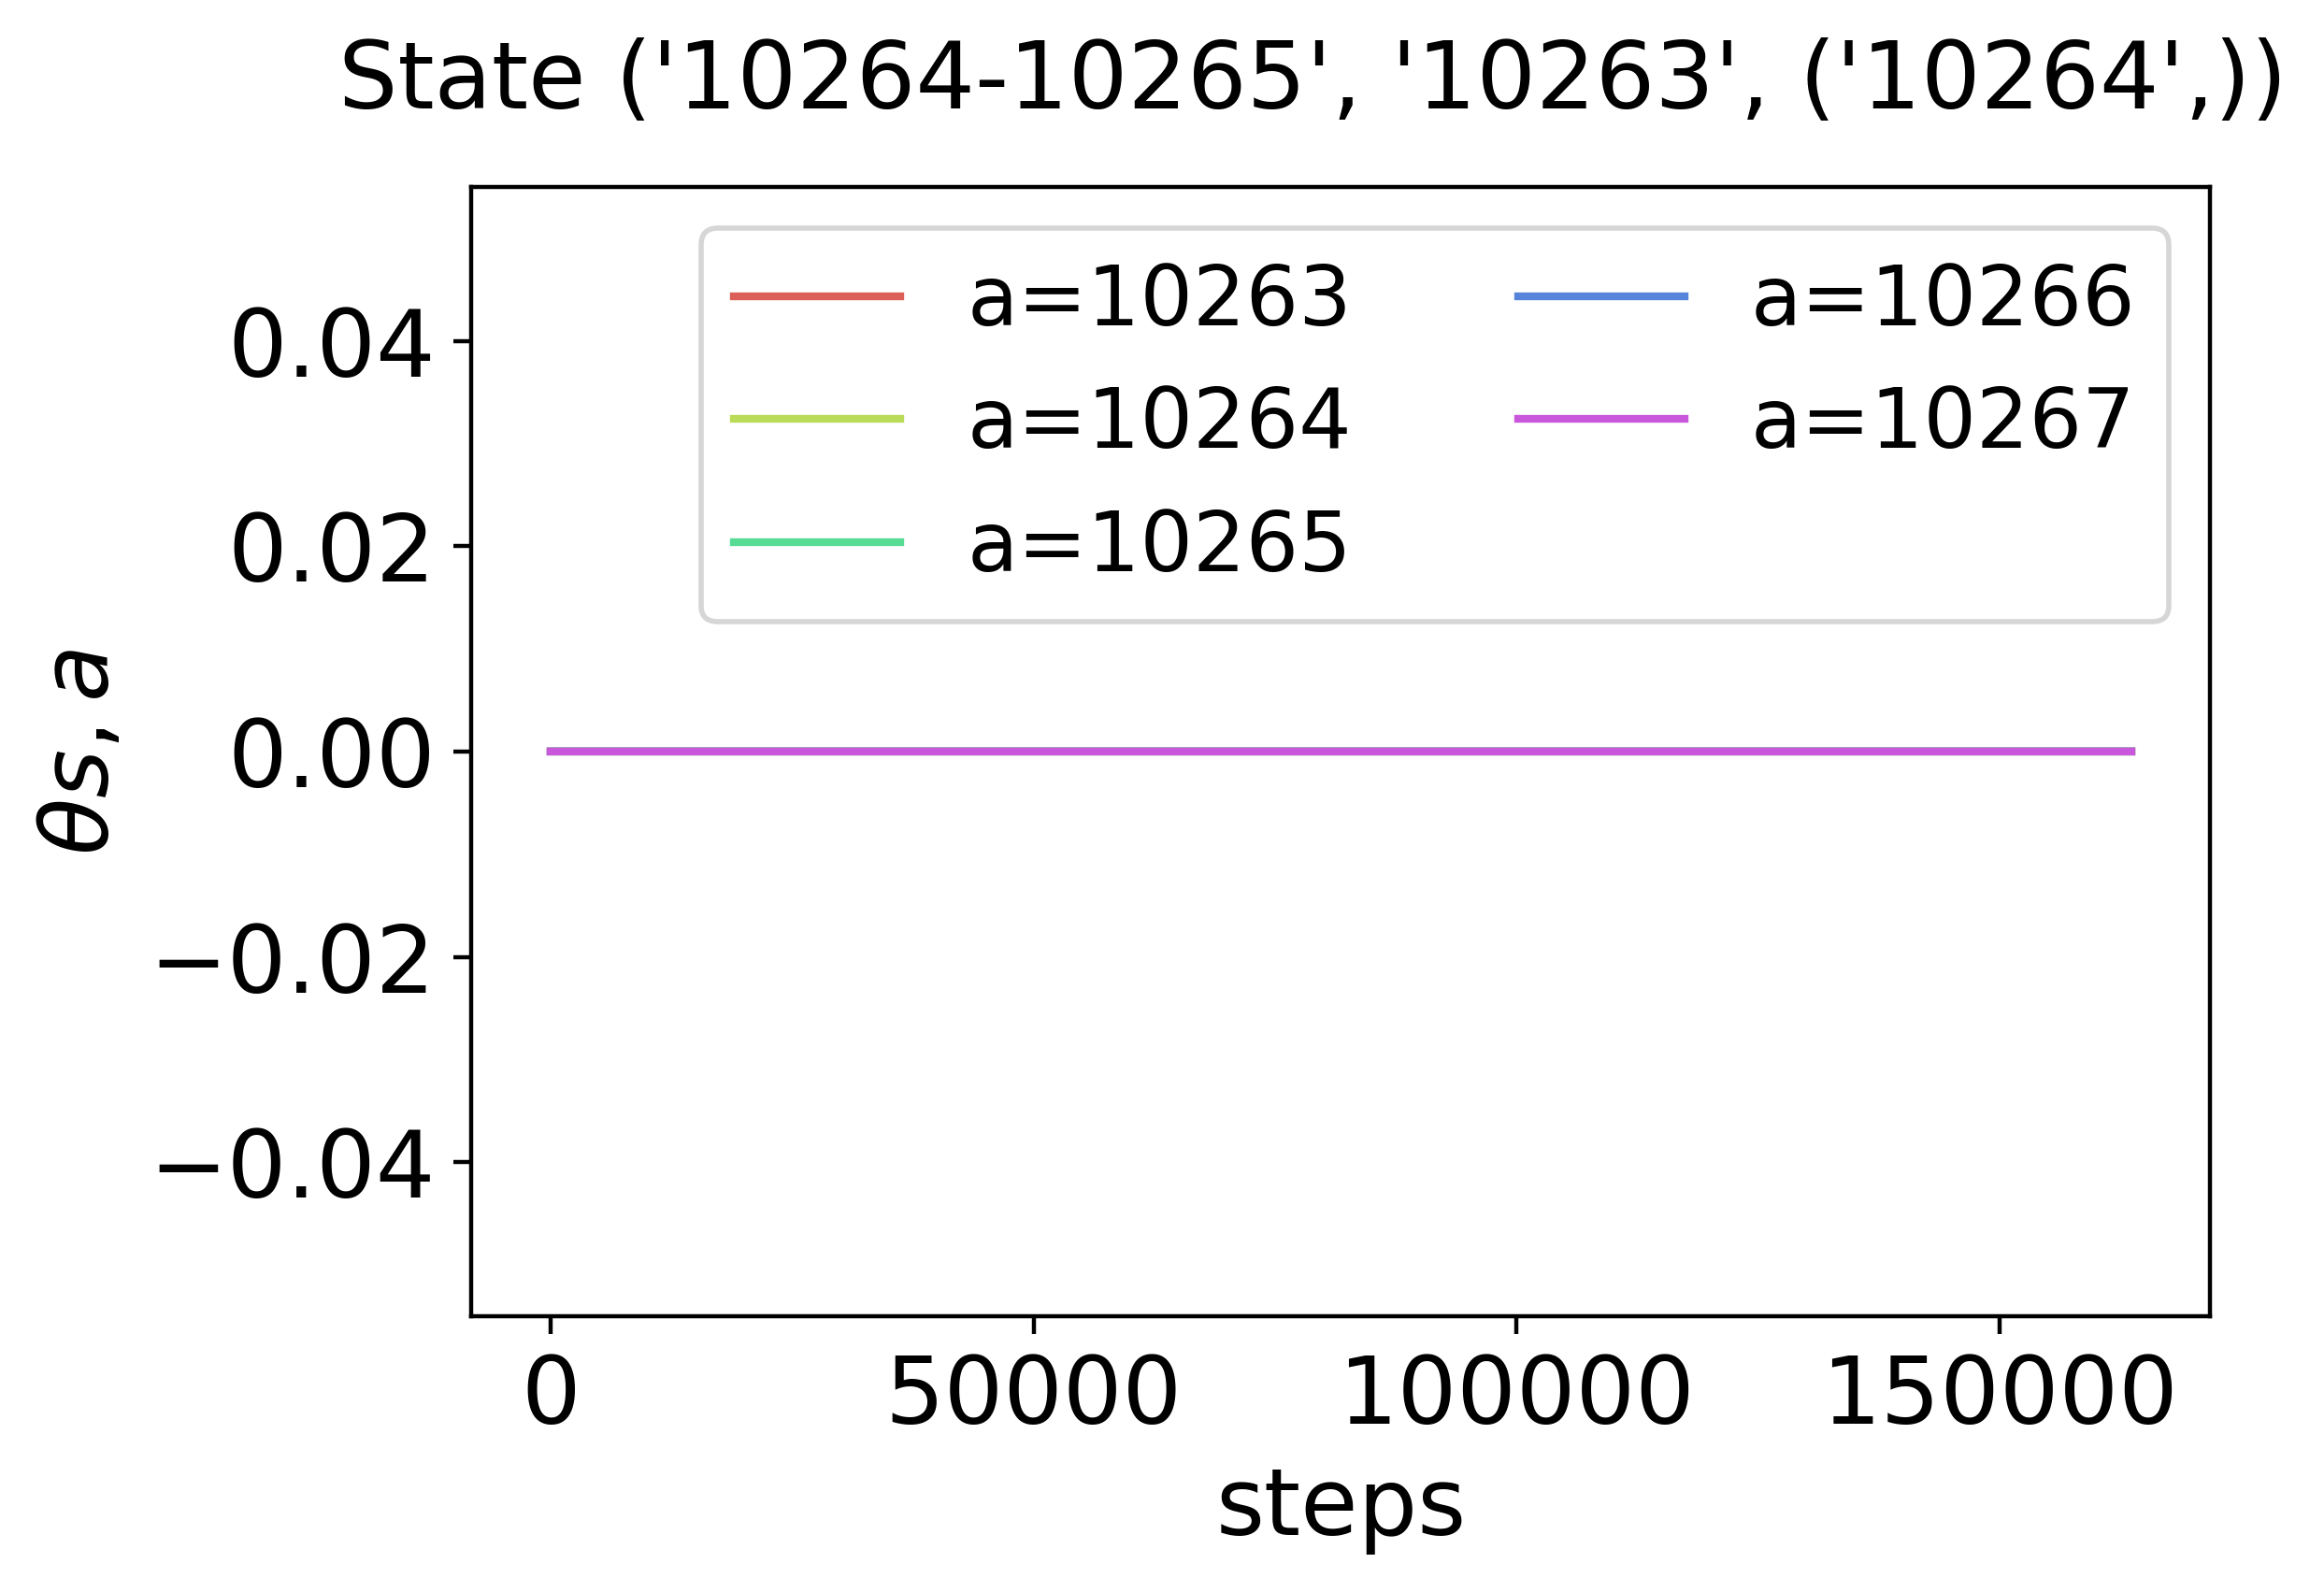 State ('10264-10265', '10263', ('10264',))
a=10263
a=10264
a=10265
a=10266
a=10267
0.04
0.02
0.00
−0.02
−0.04
θs, a
0 50000 100000 150000
steps